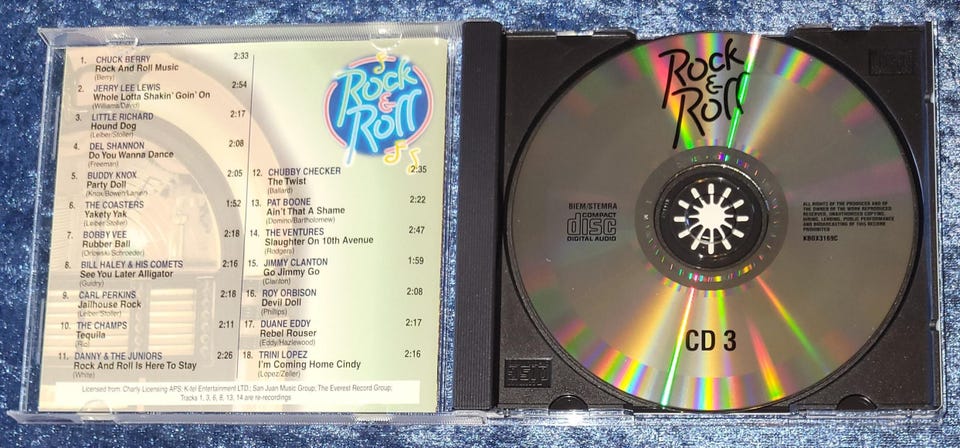 1. CHUCK BERRY 2:33
Rock And Roll Music
(Berry)
2. JERRY LEE LEWIS 2:54
Whole Lotta Shakin' Goin' On
(Williams/David)
3. LITTLE RICHARD 2:17
Hound Dog
(Leiber/Stoller)
4. DEL SHANNON 2:08
Do You Wanna Dance
(Freeman)
5. BUDDY KNOX 2:05
Party Doll
(Knox/Bowen/Lanier)
6. THE COASTERS 1:52
Yakety Yak
(Leiber/Stoller)
7. BOBBY VEE 2:18
Rubber Ball
(Orlowski/Schroeder)
8. BILL HALEY & HIS COMETS 2:16
See You Later Alligator
(Guidry)
9. CARL PERKINS 2:18
Jailhouse Rock
(Leiber/Stoller)
10. THE CHAMPS 2:11
Tequila
(Rio)
11. DANNY & THE JUNIORS 2:26
Rock And Roll Is Here To Stay
(White)
Rock
&
Roll
12. CHUBBY CHECKER 2:35
The Twist
(Ballard)
13. PAT BOONE 2:22
Ain't That A Shame
(Domino/Bartholomew)
14. THE VENTURES 2:47
Slaughter On 10th Avenue
(Rodgers)
15. JIMMY CLANTON 1:59
Go Jimmy Go
(Clanton)
16. ROY ORBISON 2:08
Devil Doll
(Phillips)
17. DUANE EDDY 2:17
Rebel Rouser
(Eddy/Hazlewood)
18. TRINI LOPEZ 2:16
I'm Coming Home Cindy
(Lopez/Zeller)
Licensed from: Charly Licensing APS; K-tel Entertainment LTD.; San Juan Music Group; The Everest Record Group;
Tracks 1, 3, 6, 8, 13, 14 are re-recordings
Rock
&
Roll
BIEM/STEMRA
COMPACT
disc
DIGITAL AUDIO
ALL RIGHTS OF THE PRODUCER AND OF
THE OWNER OF THE WORK REPRODUCED
RESERVED, UNAUTHORISED COPYING,
HIRING, LENDING, PUBLIC PERFORMANCE
AND BROADCASTING OF THIS RECORD
PROHIBITED
KBOX3169C
CD 3